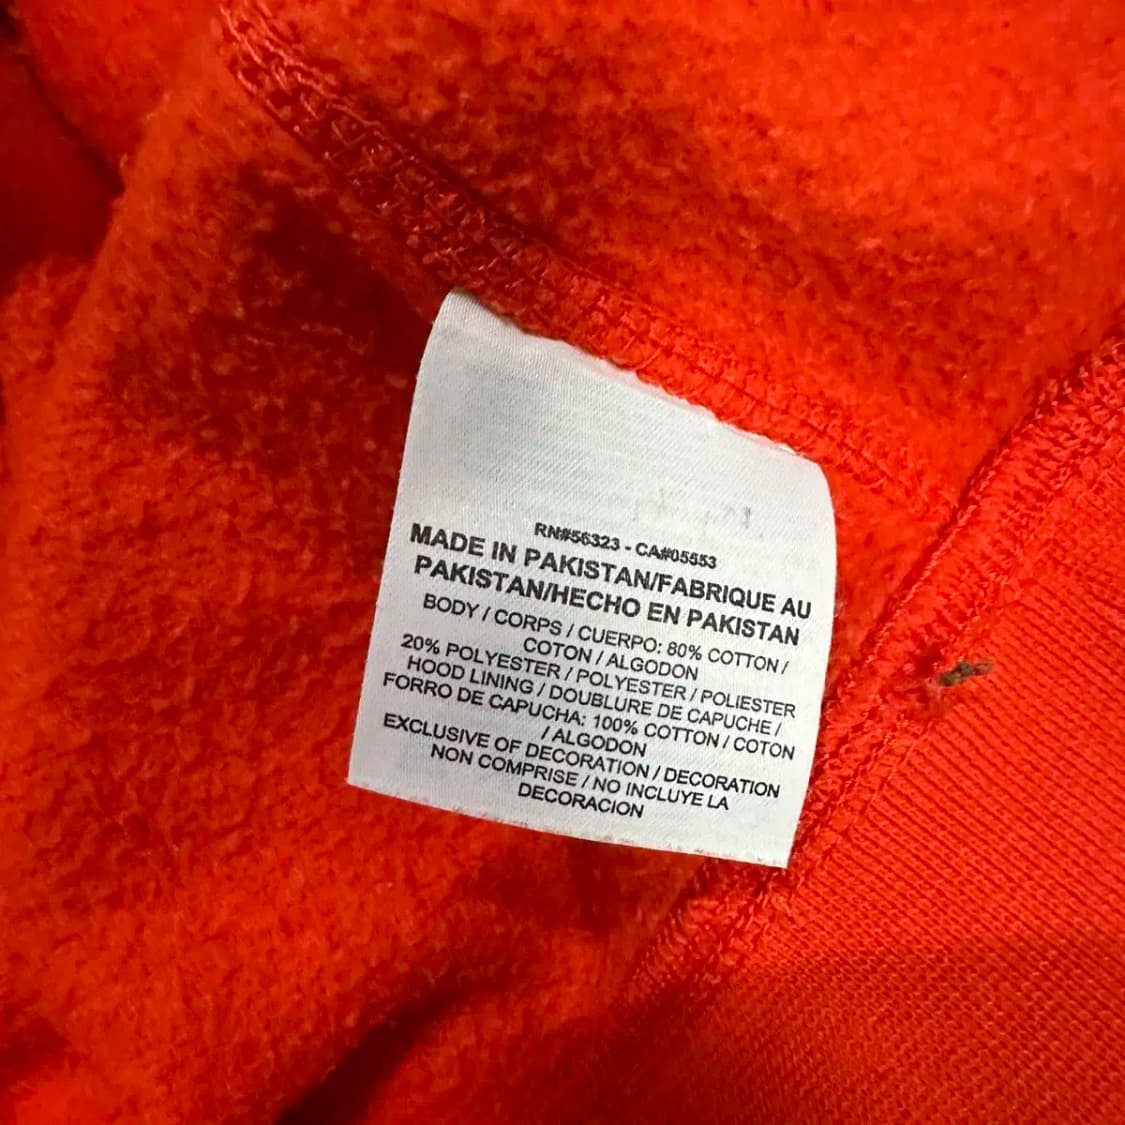 RN#56323 - CA#05553
MADE IN PAKISTAN/FABRIQUE AU
PAKISTAN/HECHO EN PAKISTAN
BODY / CORPS / CUERPO: 80% COTTON /
COTON / ALGODON
20% POLYESTER / POLYESTER / POLIESTER
HOOD LINING / DOUBLURE DE CAPUCHE /
FORRO DE CAPUCHA: 100% COTTON / COTON
/ ALGODON
EXCLUSIVE OF DECORATION / DECORATION
NON COMPRISE / NO INCLUYE LA
DECORACION